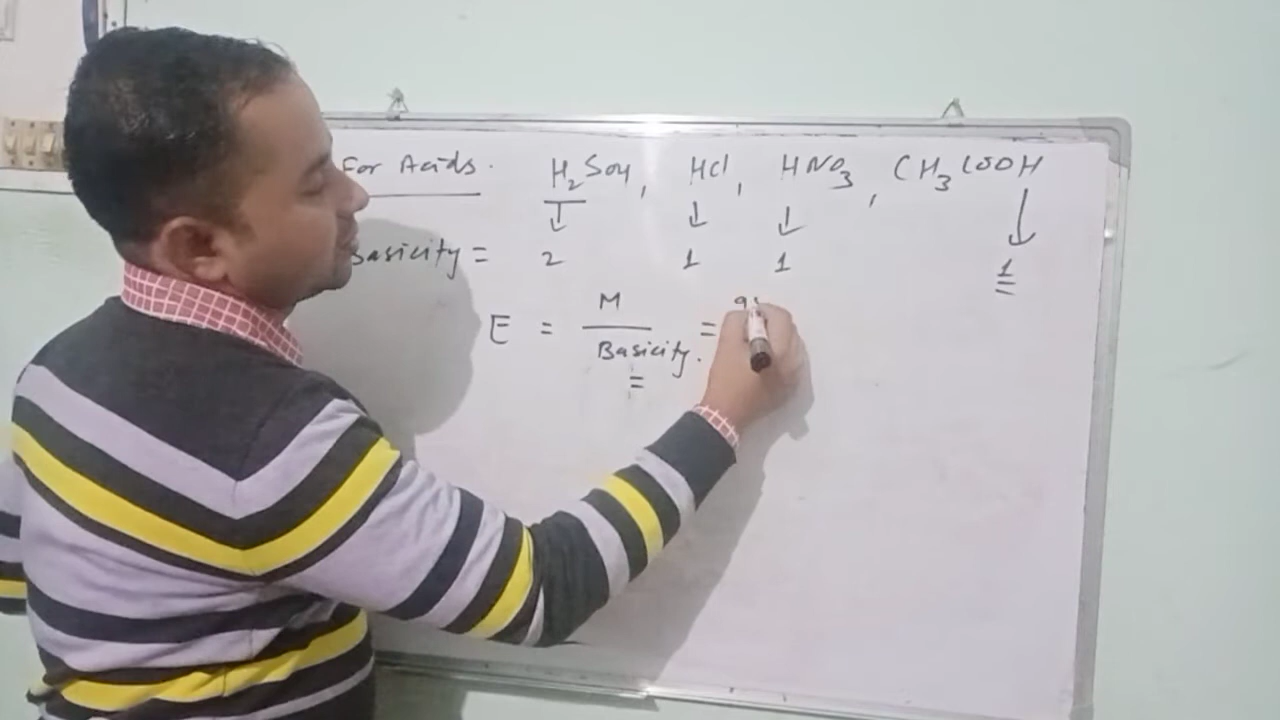 For Acids. H₂SO4, HCl, HNO₃, CH₃COOH
Basicity = 2 1 1 1
E = M / Basicity. =